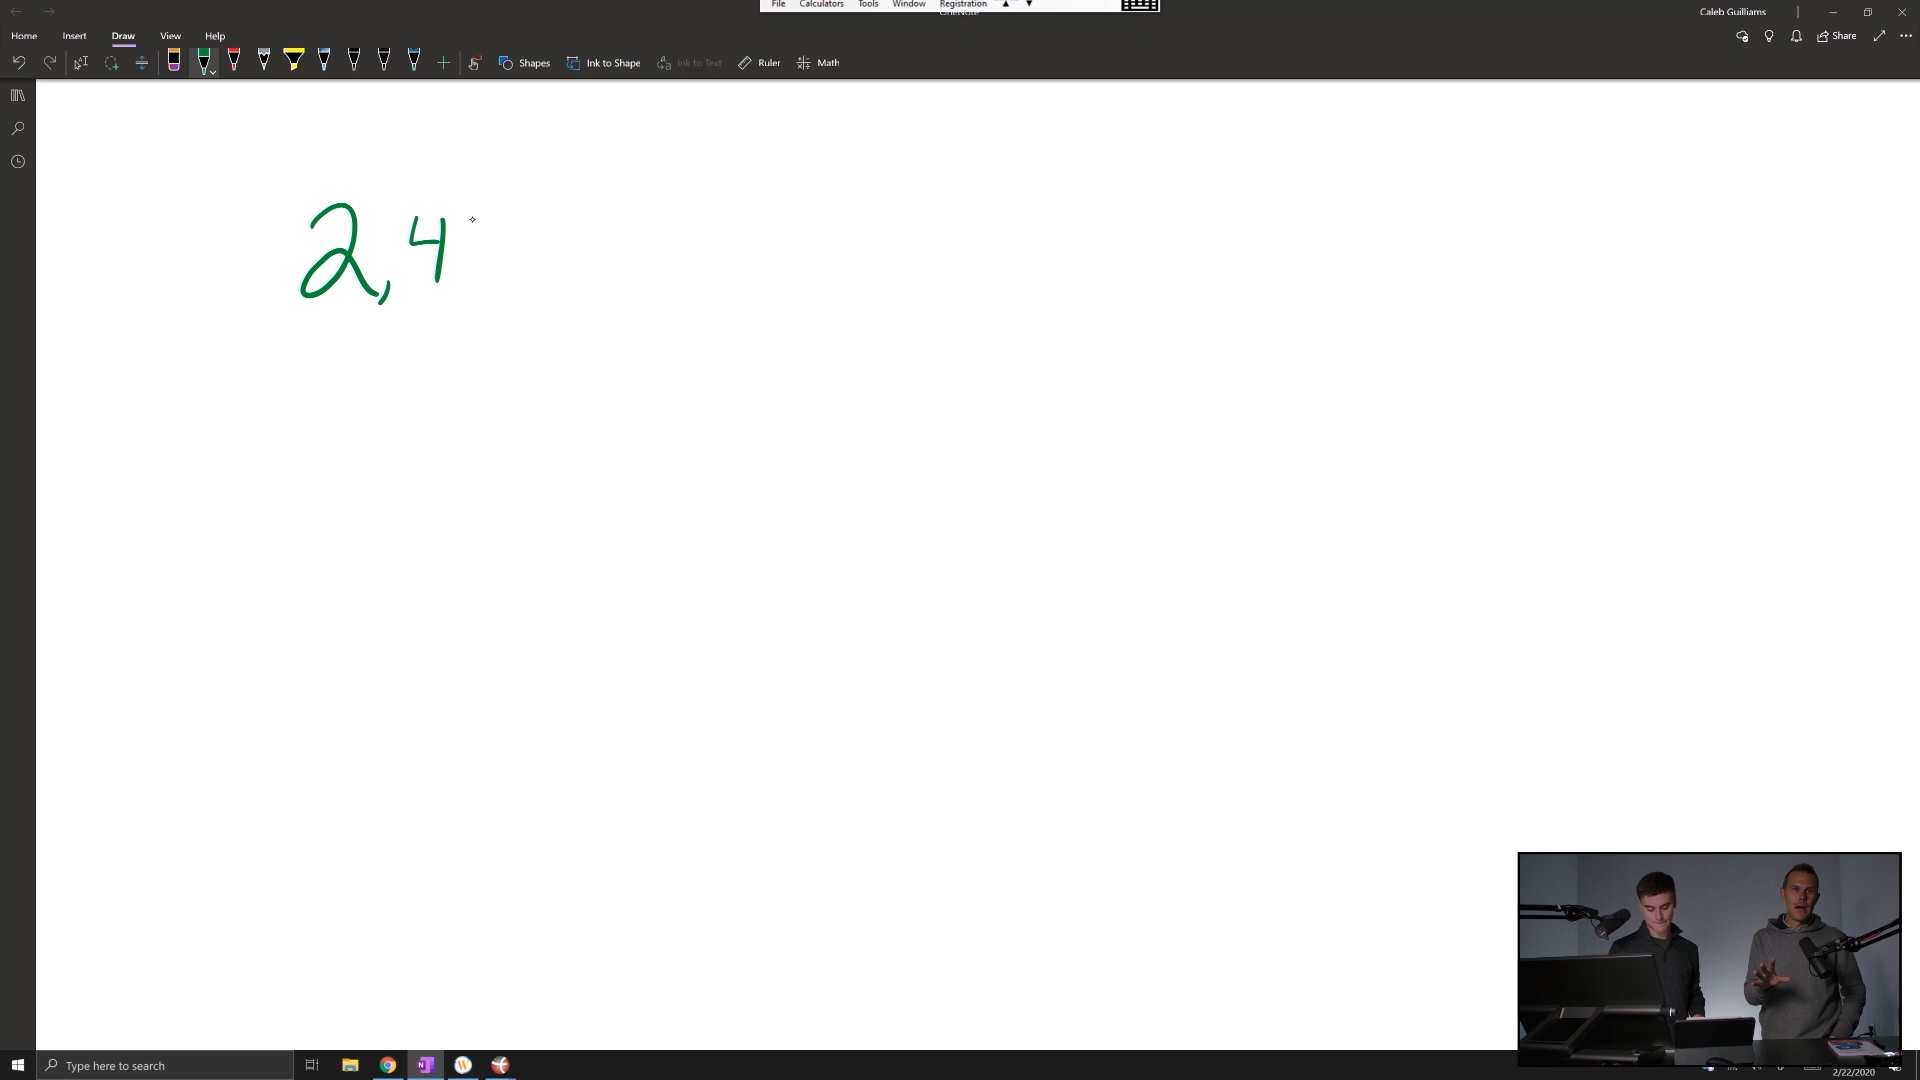 File Calculators Tools Window Registration
OneNote
Caleb Guilliams
Home Insert Draw View Help
Share
Shapes Ink to Shape Ink to Text Ruler Math
2,4
Type here to search
2/22/2020